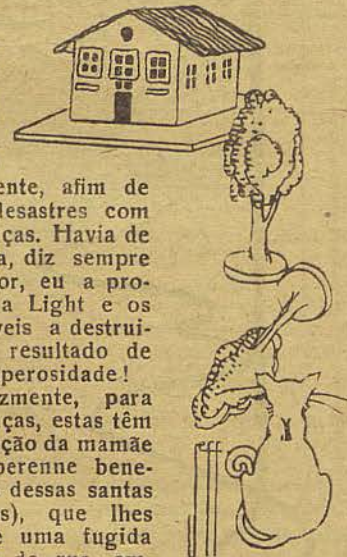 ente, afim de
lesastres com
ças. Havia de
a, diz sempre
or, eu a pro-
a Light e os
veis a destrui-
resultado de
perosidade!
zmente, para
ças, estas têm
ção da mamãe
perenne bene-
dessas santas
s), que lhes
e uma fugida